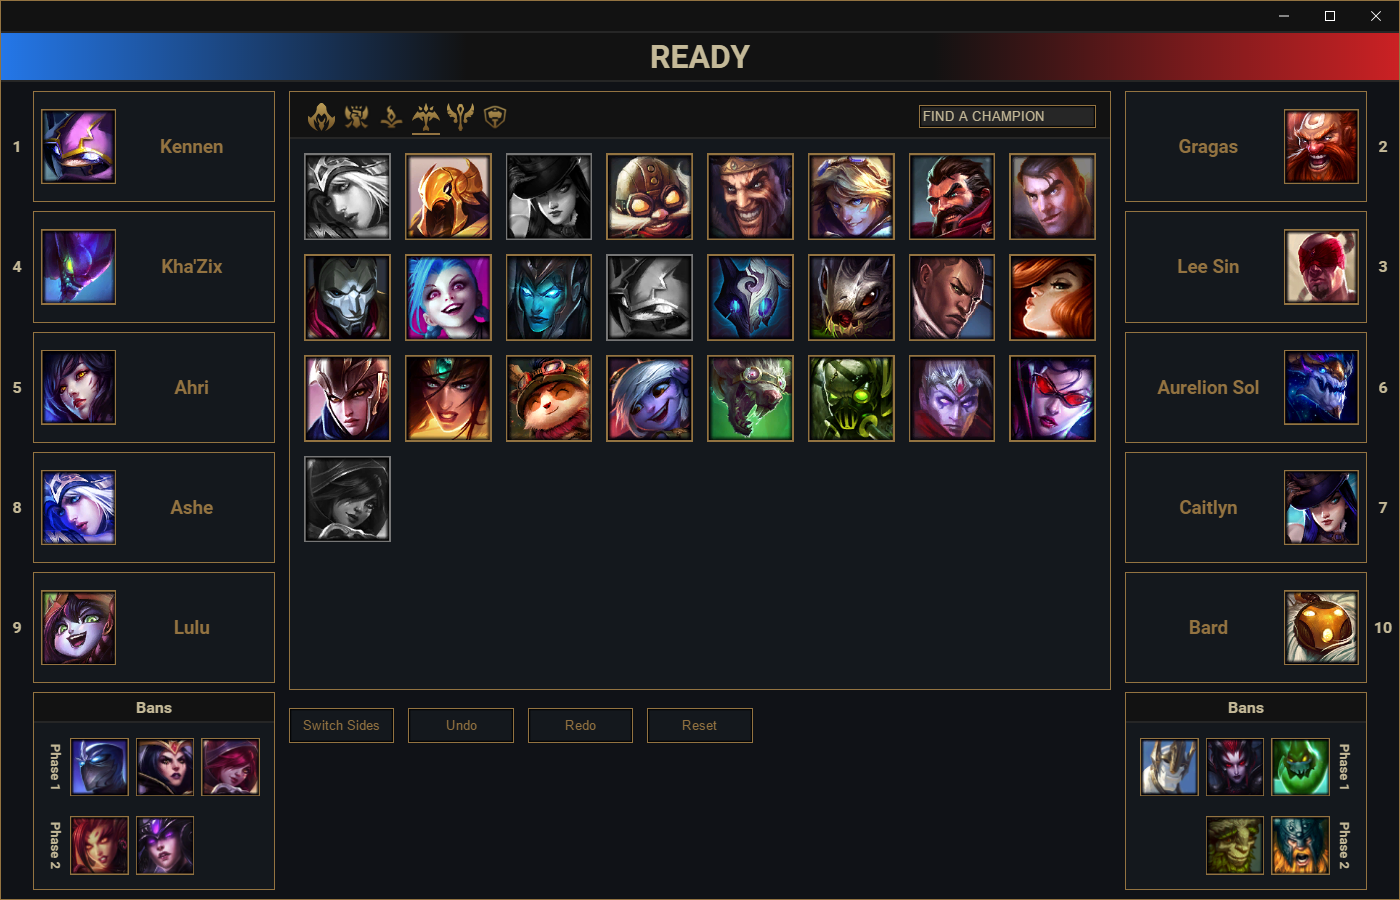 READY
1
Kennen
4
Kha'Zix
5
Ahri
8
Ashe
9
Lulu
Bans
Phase 1
Phase 2
FIND A CHAMPION
Switch Sides
Undo
Redo
Reset
Gragas
2
Lee Sin
3
Aurelion Sol
6
Caitlyn
7
Bard
10
Bans
Phase 1
Phase 2